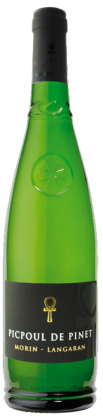 PICPOUL DE PINET
MORIN - LANGARAN